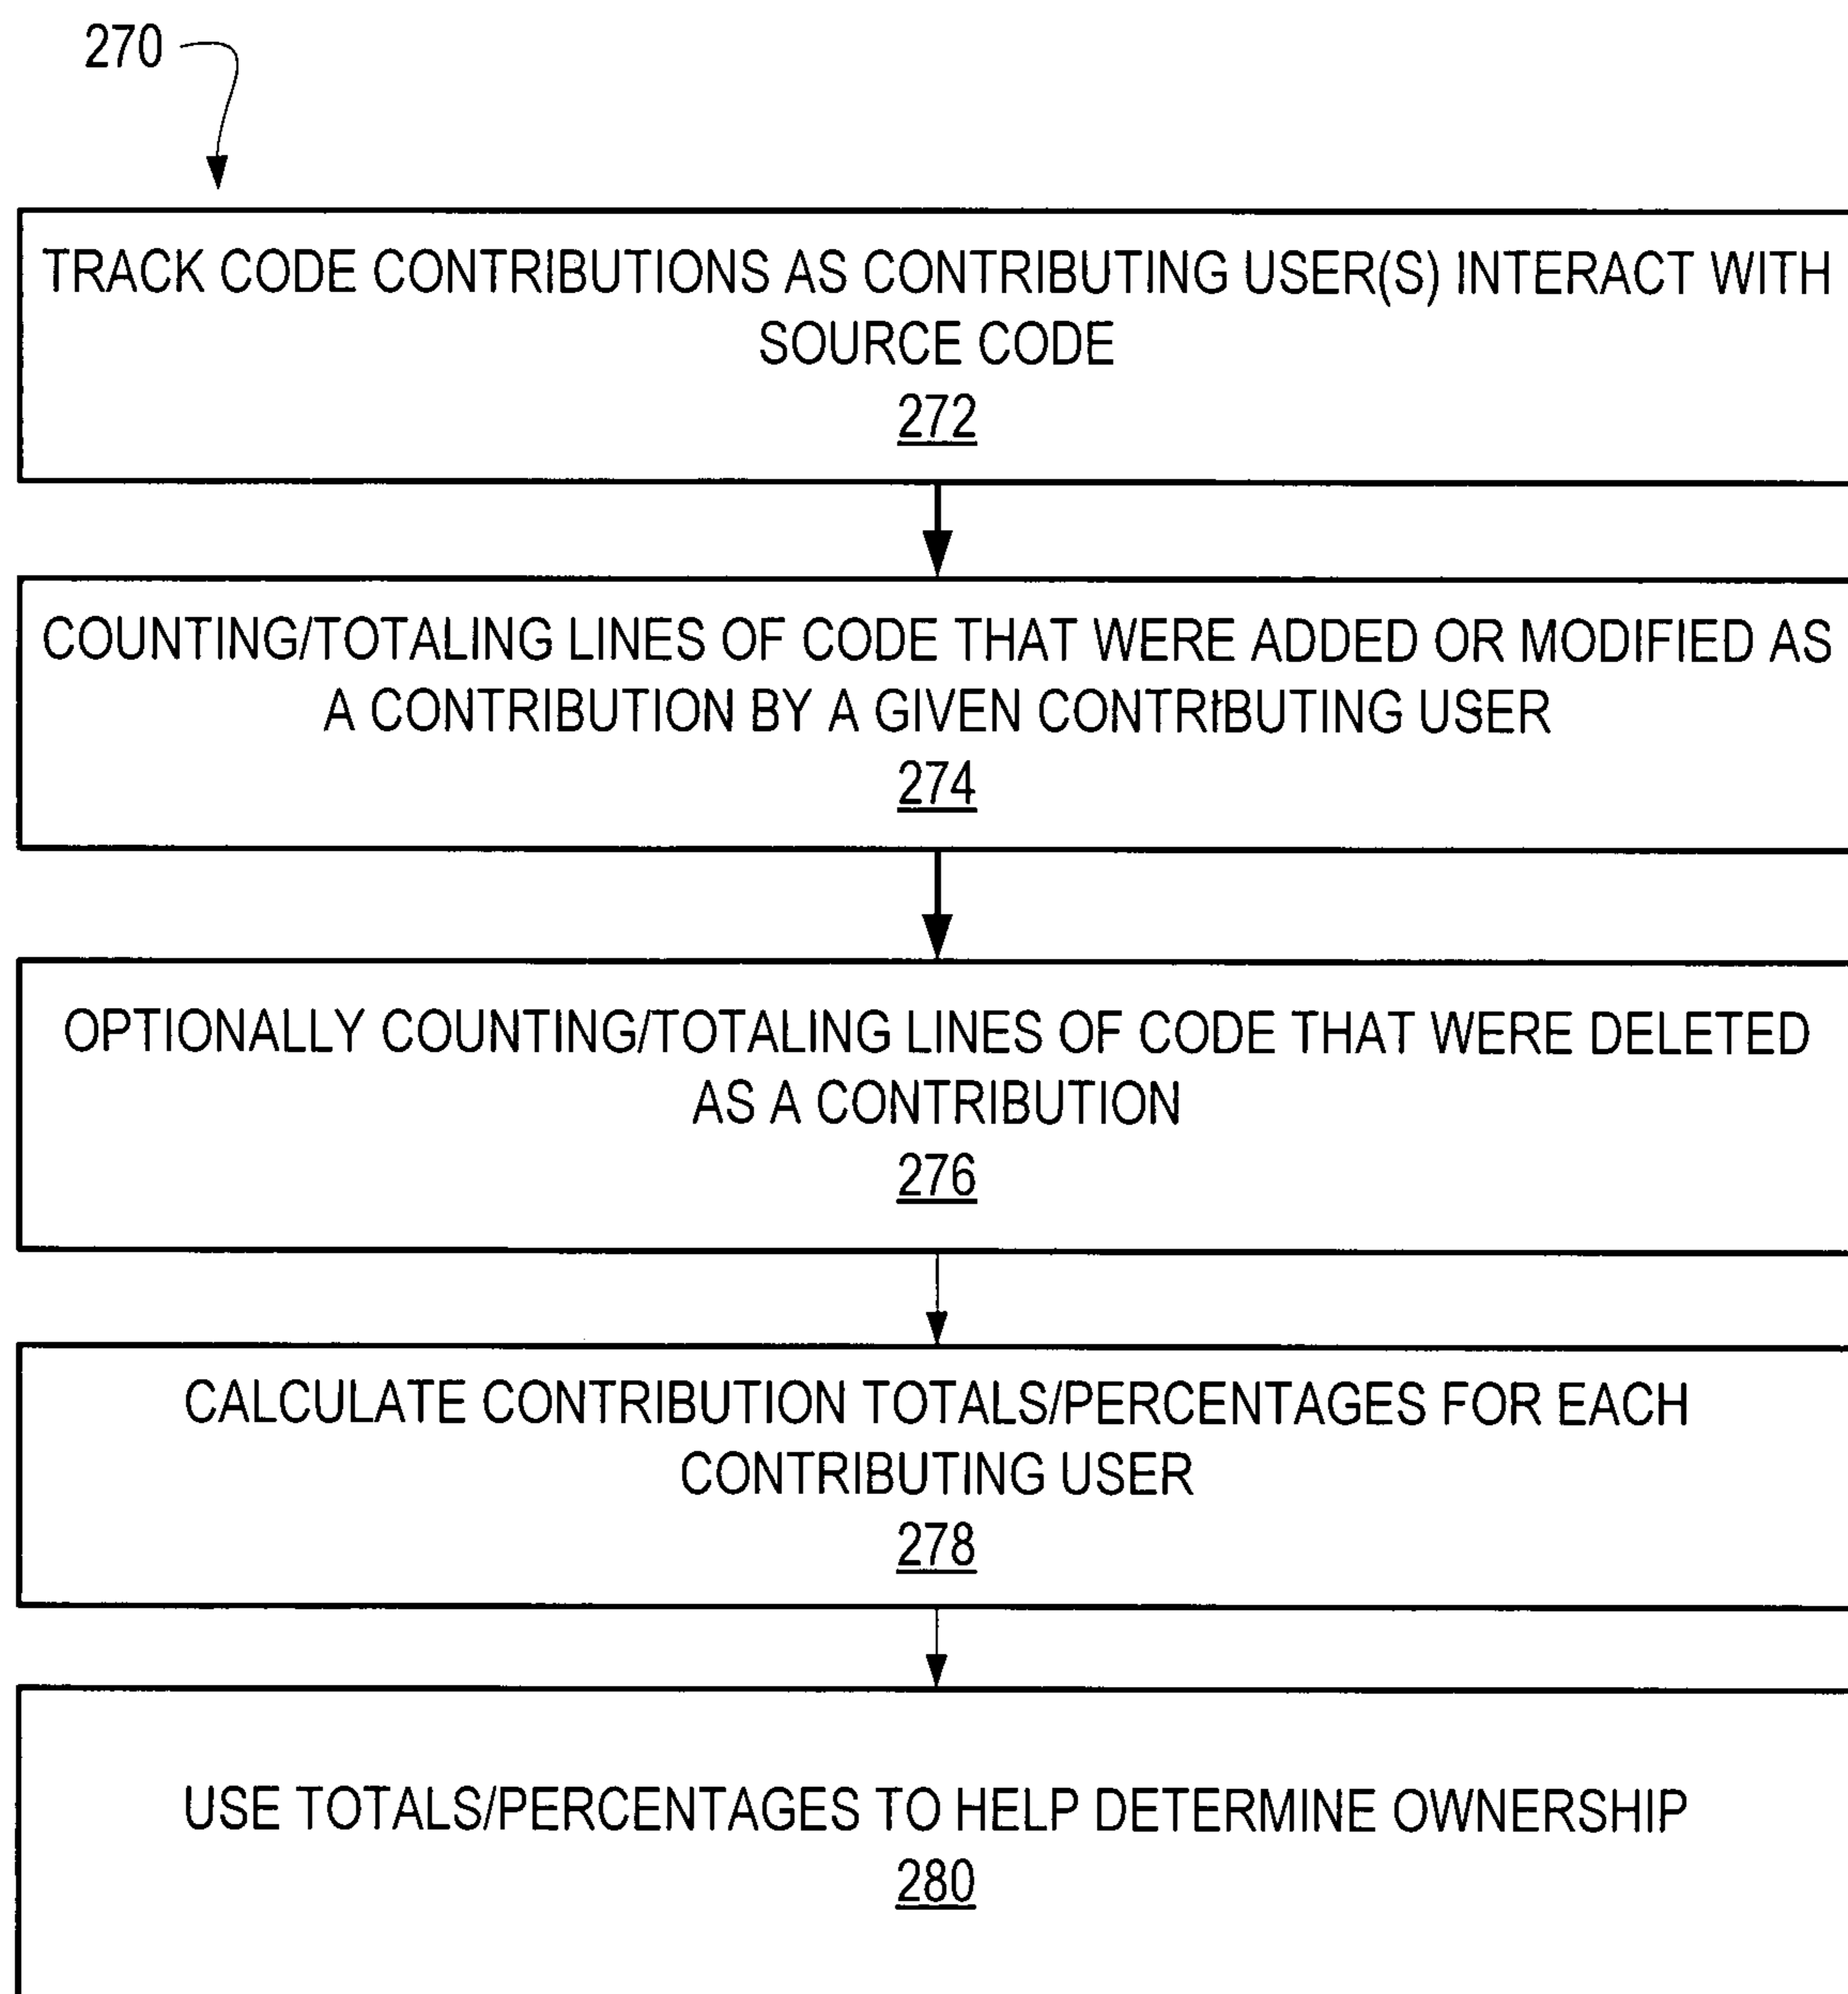 270
TRACK CODE CONTRIBUTIONS AS CONTRIBUTING USER(S) INTERACT WITH
SOURCE CODE
272
COUNTING/TOTALING LINES OF CODE THAT WERE ADDED OR MODIFIED AS
A CONTRIBUTION BY A GIVEN CONTRIBUTING USER
274
OPTIONALLY COUNTING/TOTALING LINES OF CODE THAT WERE DELETED
AS A CONTRIBUTION
276
CALCULATE CONTRIBUTION TOTALS/PERCENTAGES FOR EACH
CONTRIBUTING USER
278
USE TOTALS/PERCENTAGES TO HELP DETERMINE OWNERSHIP
280